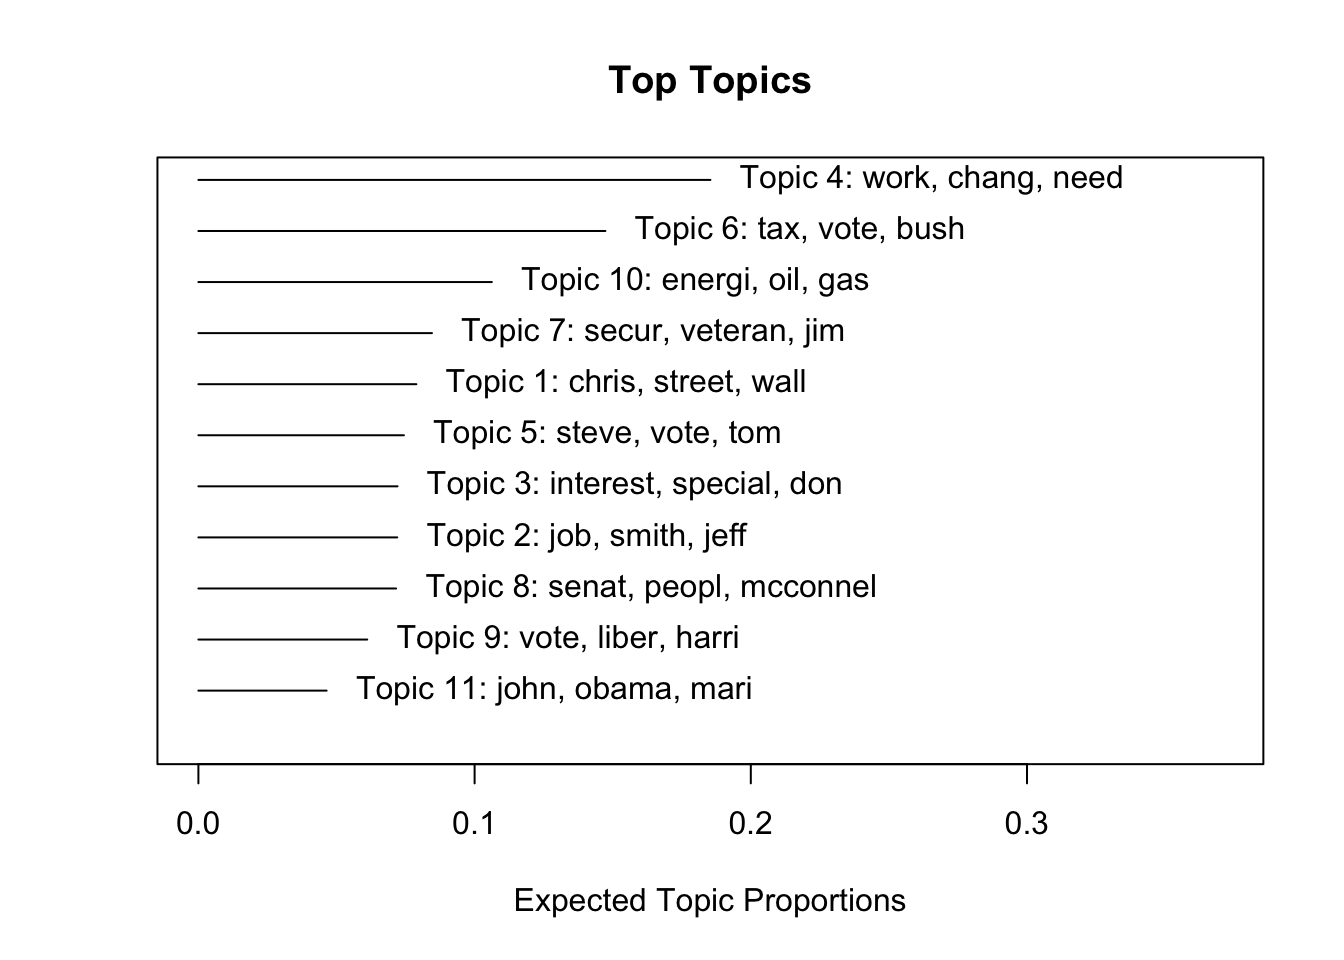 Top Topics
Topic 4: work, chang, need
Topic 6: tax, vote, bush
Topic 10: energi, oil, gas
Topic 7: secur, veteran, jim
Topic 1: chris, street, wall
Topic 5: steve, vote, tom
Topic 3: interest, special, don
Topic 2: job, smith, jeff
Topic 8: senat, peopl, mcconnel
Topic 9: vote, liber, harri
Topic 11: john, obama, mari
0.0 0.1 0.2 0.3
Expected Topic Proportions